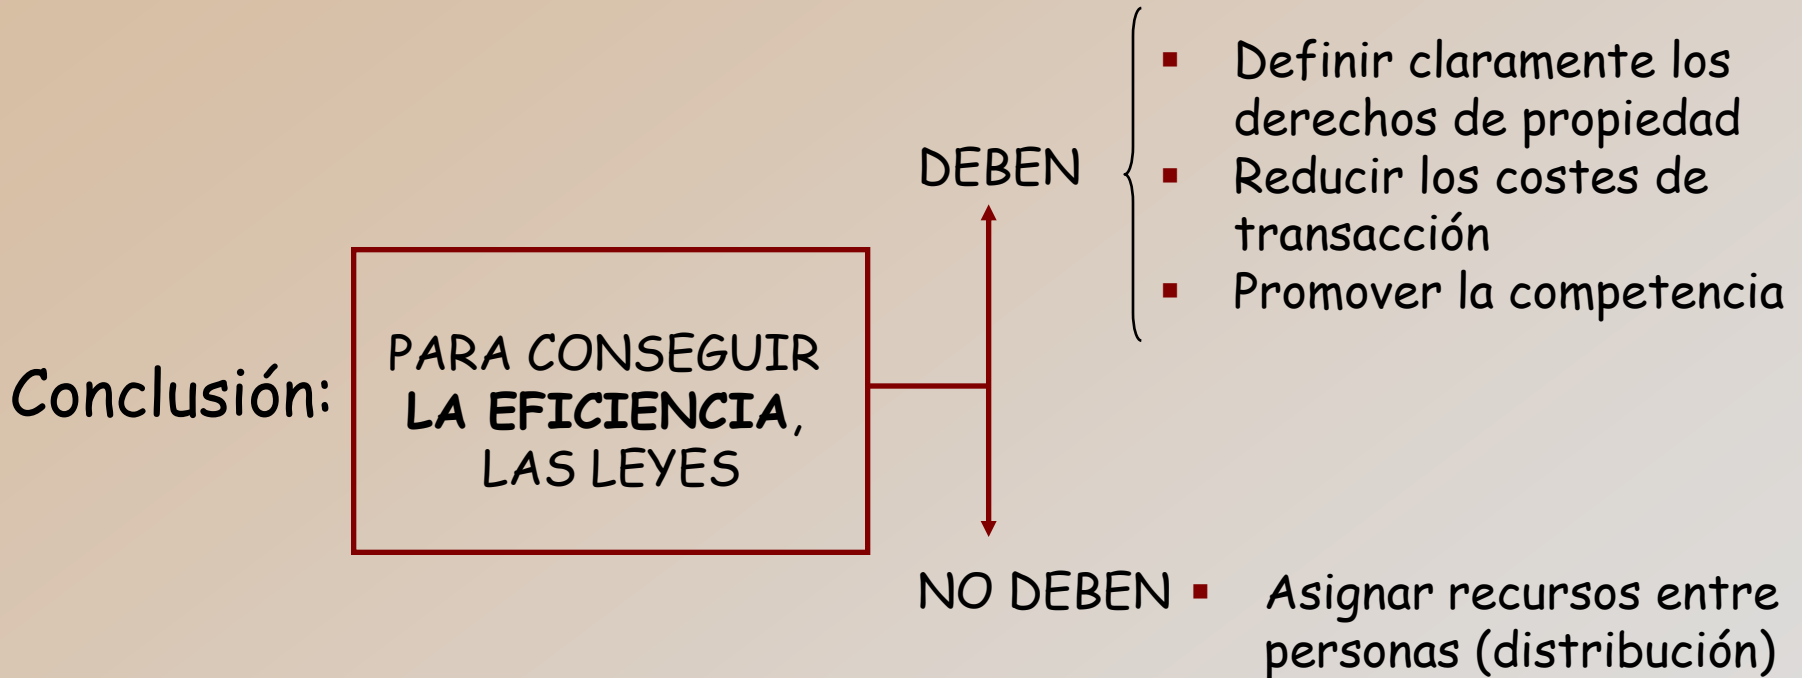 Conclusión:
PARA CONSEGUIR
LA EFICIENCIA,
LAS LEYES
DEBEN
▪ Definir claramente los
derechos de propiedad
▪ Reducir los costes de
transacción
▪ Promover la competencia
NO DEBEN
▪ Asignar recursos entre
personas (distribución)